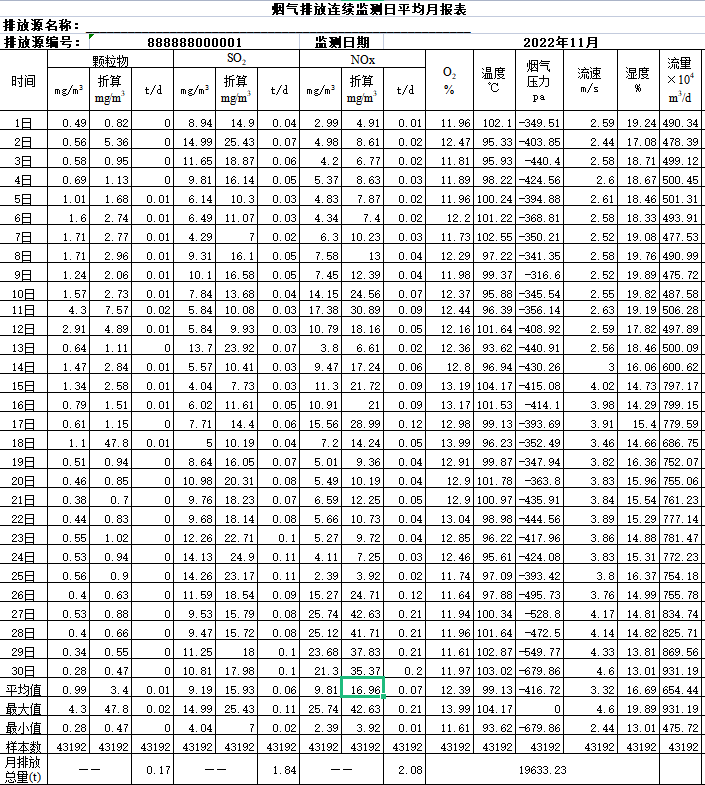 烟气排放连续监测日平均月报表
排放源名称:
排放源编号: 888888000001 监测日期 2022年11月
时间 颗粒物 SO₂ NOx O₂ % 温度 ℃ 烟气压力 pa 流速 m/s 湿度 % 流量 ×10⁴ m³/d
mg/m³ 折算 mg/m³ t/d mg/m³ 折算 mg/m³ t/d mg/m³ 折算 mg/m³ t/d
1日 0.49 0.82 0 8.94 14.9 0.04 2.99 4.91 0.01 11.96 102.1 -349.51 2.59 19.24 490.34
2日 0.56 5.36 0 14.99 25.43 0.07 4.98 8.61 0.02 12.47 95.33 -403.85 2.44 17.08 478.39
3日 0.58 0.95 0 11.65 18.87 0.06 4.2 6.77 0.02 11.81 95.93 -440.4 2.58 18.71 499.12
4日 0.69 1.13 0 9.81 16.14 0.05 5.37 8.63 0.03 11.89 98.22 -424.56 2.6 18.67 500.45
5日 1.01 1.68 0.01 6.14 10.3 0.03 4.83 7.87 0.02 11.96 100.24 -394.88 2.61 18.46 501.31
6日 1.6 2.74 0.01 6.49 11.07 0.03 4.34 7.4 0.02 12.2 101.22 -368.81 2.58 18.33 493.91
7日 1.71 2.77 0.01 4.29 7 0.02 6.3 10.23 0.03 11.73 102.55 -350.21 2.52 19.08 477.53
8日 1.71 2.96 0.01 9.31 16.1 0.05 7.58 13 0.04 12.29 97.22 -341.35 2.58 19.76 490.99
9日 1.24 2.06 0.01 10.1 16.58 0.05 7.45 12.39 0.04 11.98 99.37 -316.6 2.52 19.89 475.72
10日 1.57 2.73 0.01 7.84 13.68 0.04 14.15 24.56 0.07 12.37 95.88 -345.54 2.55 19.82 487.58
11日 4.3 7.57 0.02 5.84 10.08 0.03 17.38 30.89 0.09 12.44 96.39 -356.14 2.63 19.19 506.28
12日 2.91 4.89 0.01 5.84 9.93 0.03 10.79 18.16 0.05 12.16 101.64 -408.92 2.59 17.82 497.89
13日 0.64 1.11 0 13.7 23.92 0.07 3.8 6.61 0.02 12.36 93.62 -440.91 2.56 18.46 500.09
14日 1.47 2.84 0.01 5.57 10.41 0.03 9.47 17.24 0.06 12.8 96.94 -430.26 3 16.06 600.62
15日 1.34 2.58 0.01 4.04 7.73 0.03 11.3 21.72 0.09 13.19 104.17 -415.08 4.02 14.73 797.17
16日 0.79 1.51 0.01 6.02 11.61 0.05 10.91 21 0.09 13.17 101.53 -414.1 3.98 14.29 799.15
17日 0.61 1.15 0 7.71 14.4 0.06 15.56 28.99 0.12 12.98 99.13 -393.69 3.91 15.4 779.59
18日 1.1 47.8 0.01 5 10.19 0.04 7.2 14.24 0.05 13.99 96.23 -352.49 3.46 14.66 686.75
19日 0.51 0.94 0 8.64 16.05 0.07 5.01 9.36 0.04 12.91 99.87 -347.94 3.82 16.36 752.07
20日 0.46 0.85 0 10.98 20.31 0.08 5.49 10.19 0.04 12.9 101.78 -363.8 3.83 15.96 755.06
21日 0.38 0.7 0 9.76 18.23 0.07 6.59 12.25 0.05 12.9 100.97 -435.91 3.84 15.54 761.23
22日 0.44 0.83 0 9.68 18.14 0.08 5.66 10.73 0.04 13.04 98.98 -444.56 3.89 15.29 777.14
23日 0.55 1.02 0 12.26 22.71 0.1 5.27 9.72 0.04 12.85 96.22 -417.96 3.86 14.88 781.47
24日 0.53 0.94 0 14.13 24.9 0.11 4.11 7.25 0.03 12.46 95.61 -424.08 3.83 15.31 772.23
25日 0.56 0.9 0 14.26 23.17 0.11 2.39 3.92 0.02 11.74 97.09 -393.42 3.8 16.37 754.18
26日 0.4 0.63 0 11.59 18.54 0.09 15.27 24.71 0.12 11.64 97.88 -495.73 3.76 14.99 755.78
27日 0.53 0.88 0 9.53 15.79 0.08 25.74 42.63 0.21 11.94 100.34 -528.8 4.17 14.81 834.74
28日 0.4 0.66 0 9.47 15.72 0.08 25.12 41.71 0.21 11.96 101.64 -472.5 4.14 14.82 825.71
29日 0.34 0.55 0 11.25 18 0.1 23.68 37.83 0.21 11.61 102.87 -549.77 4.33 13.81 869.56
30日 0.28 0.47 0 10.81 17.98 0.1 21.3 35.37 0.2 11.97 103.02 -679.86 4.6 13.01 931.19
平均值 0.99 3.4 0.01 9.19 15.93 0.06 9.81 16.96 0.07 12.39 99.13 -416.72 3.32 16.69 654.44
最大值 4.3 47.8 0.02 14.99 25.43 0.11 25.74 42.63 0.21 13.99 104.17 0 4.6 19.89 931.19
最小值 0.28 0.47 0 4.04 7 0.02 2.39 3.92 0.01 11.61 93.62 -679.86 2.44 13.01 475.72
样本数 43192 43192 43192 43192 43192 43192 43192 43192 43192 43192 43192 43192 43192 43192 43192
月排放总量(t) —— 0.17 —— 1.84 —— 2.08 19633.23